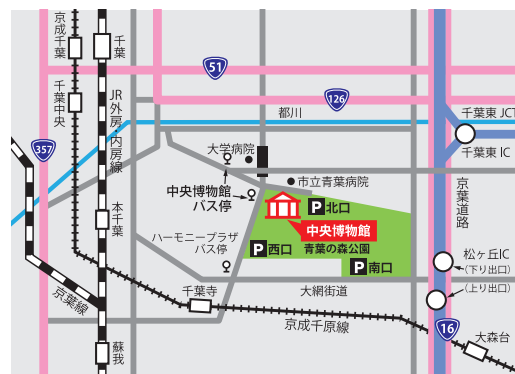 京成千葉
千葉
51
126
千葉中央
JR外房・内房線
都川
千葉東JCT
千葉東IC
357
大学病院
市立青葉病院
中央博物館
バス停
京葉道路
P北口
本千葉
中央博物館
ハーモニープラザ
バス停
P西口
青葉の森公園
松ヶ丘IC
(下り出口)
P南口
(上り出口)
京葉線
千葉寺
大網街道
京成千原線
16
大森台
蘇我